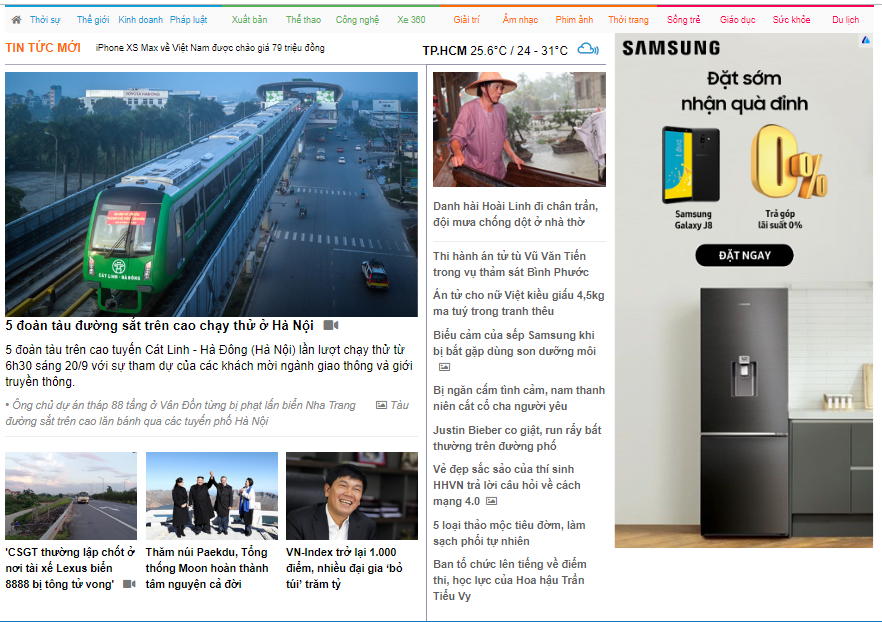 Thời sự Thế giới Kinh doanh Pháp luật Xuất bản Thể thao Công nghệ Xe 360 Giải trí Âm nhạc Phim ảnh Thời trang Sống trẻ Giáo dục Sức khỏe Du lịch
TIN TỨC MỚI iPhone XS Max về Việt Nam được chào giá 79 triệu đồng
TP.HCM 25.6°C / 24 - 31°C
TOYOTA HADONG
CÁT LINH - HÀ ĐÔNG
5 đoàn tàu đường sắt trên cao chạy thử ở Hà Nội
5 đoàn tàu trên cao tuyến Cát Linh - Hà Đông (Hà Nội) lần lượt chạy thử từ
6h30 sáng 20/9 với sự tham dự của các khách mời ngành giao thông và giới
truyền thông.
• Ông chủ dự án tháp 88 tầng ở Vân Đồn từng bị phạt lấn biển Nha Trang Tàu
đường sắt trên cao lăn bánh qua các tuyến phố Hà Nội
'CSGT thường lập chốt ở
nơi tài xế Lexus biển
8888 bị tông tử vong'
Thăm núi Paekdu, Tổng
thống Moon hoàn thành
tâm nguyện cả đời
VN-Index trở lại 1.000
điểm, nhiều đại gia 'bỏ
túi' trăm tỷ
Danh hài Hoài Linh đi chân trần,
đội mưa chống dột ở nhà thờ
Thi hành án tử tù Vũ Văn Tiến
trong vụ thảm sát Bình Phước
Án tử cho nữ Việt kiều giấu 4,5kg
ma tuý trong tranh thêu
Biểu cảm của sếp Samsung khi
bị bắt gặp dùng son dưỡng môi
Bị ngăn cấm tình cảm, nam thanh
niên cắt cổ cha người yêu
Justin Bieber co giật, run rẩy bất
thường trên đường phố
Vẻ đẹp sắc sảo của thí sinh
HHVN trả lời câu hỏi về cách
mạng 4.0
5 loại thảo mộc tiêu đờm, làm
sạch phổi tự nhiên
Ban tổ chức lên tiếng về điểm
thi, học lực của Hoa hậu Trần
Tiểu Vy
SAMSUNG
Đặt sớm
nhận quà đỉnh
0%
Samsung
Galaxy J8
Trả góp
lãi suất 0%
ĐẶT NGAY